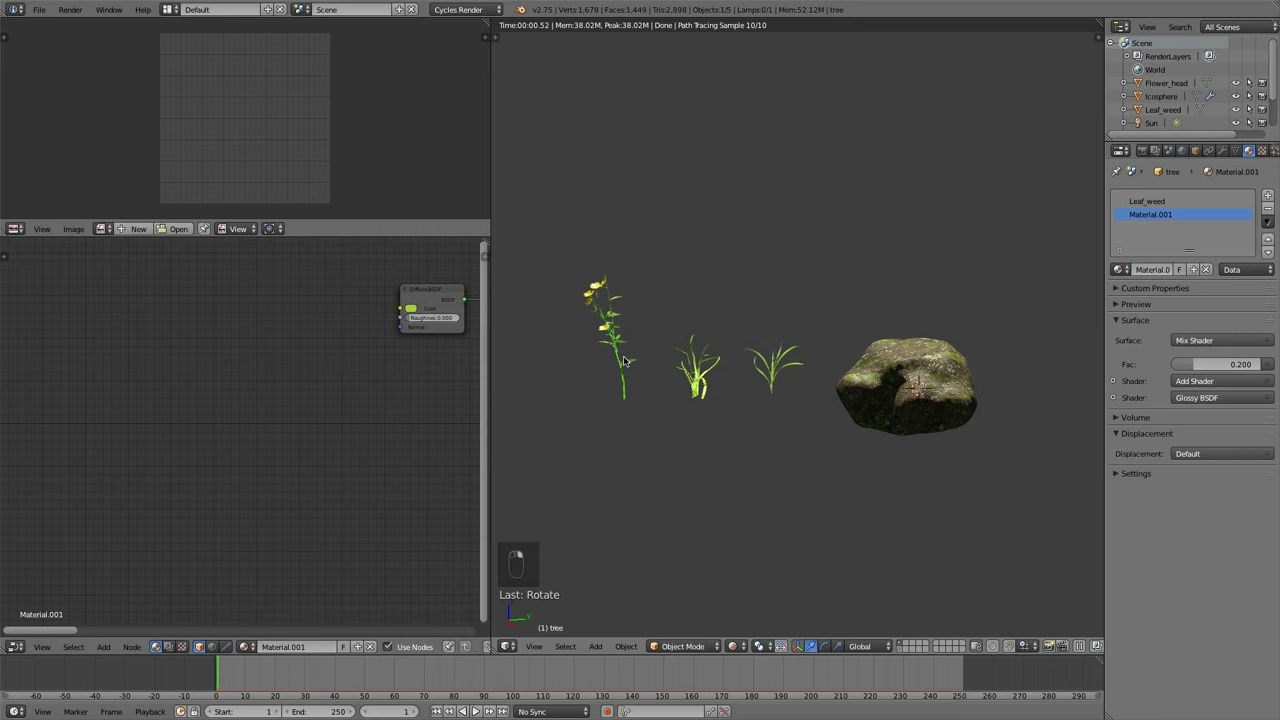 File Render Window Help Default Scene Cycles Render v2.75 | Verts:1,678 | Faces:1,449 | Tris:2,898 | Objects:1/5 | Lamps:0/1 | Mem:52.12M | tree
Time:00:00.52 | Mem:38.02M, Peak:38.02M | Done | Path Tracing Sample 10/10
View Search All Scenes
Scene
RenderLayers
World
Flower_head
Icosphere
Leaf_weed
Sun
tree Material.001
Leaf_weed
Material.001
Material.0 F Data
Custom Properties
Preview
Surface
Surface: Mix Shader
Fac: 0.200
Shader: Add Shader
Shader: Glossy BSDF
Volume
Displacement
Displacement: Default
Settings
View Image New Open View
Diffuse BSDF
BSDF
Color
Roughnes:0.000
Normal
Material.001
View Select Add Node Material.001 F Use Nodes
Last: Rotate
(1) tree
View Select Add Object Object Mode Global
-60 -50 -40 -30 -20 -10 0 10 20 30 40 50 60 70 80 90 100 110 120 130 140 150 160 170 180 190 200 210 220 230 240 250 260 270 280 290
View Marker Frame Playback Start: 1 End: 250 1 No Sync